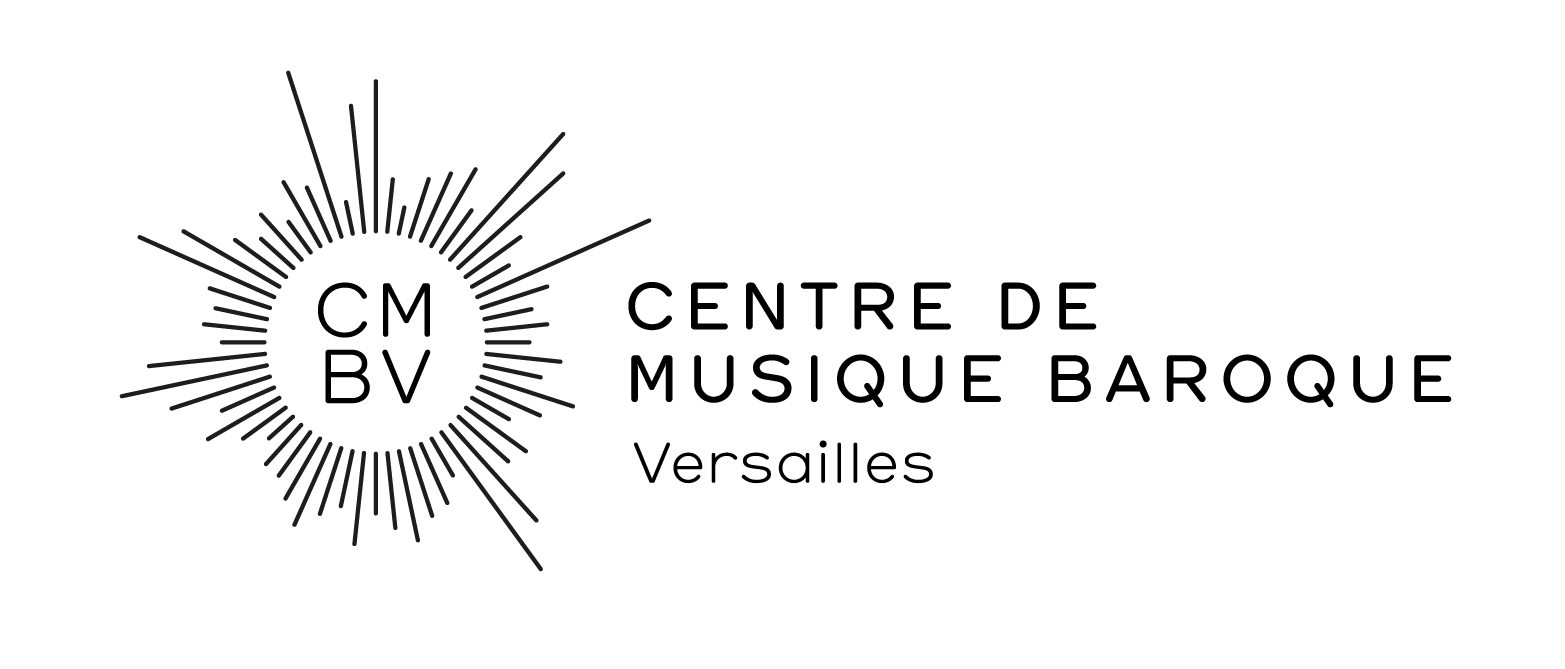 CM
BV
CENTRE DE
MUSIQUE BAROQUE
Versailles